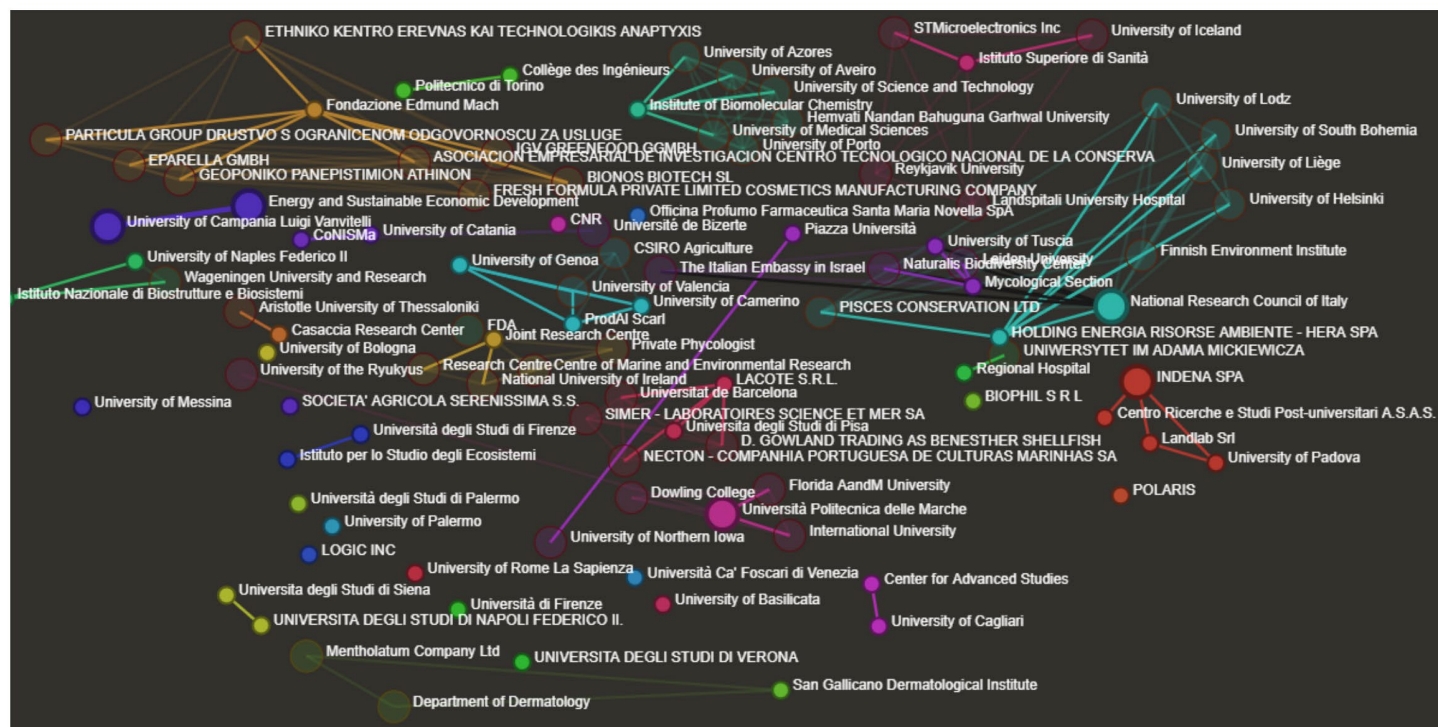 ETHNIKO KENTRO EREVNAS KAI TECHNOLOGIKIS ANAPTYXIS
STMicroelectronics Inc
University of Iceland
University of Azores
Istituto Superiore di Sanità
Collège des Ingénieurs
University of Aveiro
Politecnico di Torino
University of Science and Technology
University of Lodz
Fondazione Edmund Mach
Institute of Biomolecular Chemistry
Hemvati Nandan Bahuguna Garhwal University
University of South Bohemia
PARTICULA GROUP DRUSTVO S OGRANICENOM ODGOVORNOSCU ZA USLUGE
University of Medical Sciences
IGV GREENFOOD GGMBH
University of Porto
EPARELLA GMBH
ASOCIACION EMPRESARIAL DE INVESTIGACION CENTRO TECNOLOGICO NACIONAL DE LA CONSERVA
University of Liège
Reykjavik University
GEOPONIKO PANEPISTIMION ATHINON
BIONOS BIOTECH SL
FRESH FORMULA PRIVATE LIMITED COSMETICS MANUFACTURING COMPANY
Energy and Sustainable Economic Development
Landspitali University Hospital
University of Helsinki
Officina Profumo Farmaceutica Santa Maria Novella SpA
University of Campania Luigi Vanvitelli
CNR
Université de Bizerte
Piazza Università
University of Catania
CoNISMa
CSIRO Agriculture
University of Tuscia
Finnish Environment Institute
University of Naples Federico II
University of Genoa
Leiden University
The Italian Embassy in Israel
Naturalis Biodiversity Center
Wageningen University and Research
University of Valencia
Mycological Section
Istituto Nazionale di Biostrutture e Biosistemi
University of Camerino
National Research Council of Italy
Aristotle University of Thessaloniki
PISCES CONSERVATION LTD
ProdAl Scarl
Casaccia Research Center
FDA
Joint Research Centre
HOLDING ENERGIA RISORSE AMBIENTE - HERA SPA
University of Bologna
Private Phycologist
UNIWERSYTET IM ADAMA MICKIEWICZA
Research Centre
Centre of Marine and Environmental Research
Regional Hospital
University of the Ryukyus
National University of Ireland
LACOTE S.R.L.
INDENA SPA
Universitat de Barcelona
BIOPHIL S R L
University of Messina
SOCIETA' AGRICOLA SERENISSIMA S.S.
SIMER - LABORATOIRES SCIENCE ET MER SA
Centro Ricerche e Studi Post-universitari A.S.A.S.
Università degli Studi di Firenze
Universita degli Studi di Pisa
D. GOWLAND TRADING AS BENESTHER SHELLFISH
Landlab Srl
Istituto per lo Studio degli Ecosistemi
NECTON - COMPANHIA PORTUGUESA DE CULTURAS MARINHAS SA
University of Padova
Florida AandM University
POLARIS
Dowling College
Università degli Studi di Palermo
Università Politecnica delle Marche
University of Palermo
University of Northern Iowa
International University
LOGIC INC
University of Rome La Sapienza
Università Ca' Foscari di Venezia
Center for Advanced Studies
Universita degli Studi di Siena
Università di Firenze
University of Basilicata
UNIVERSITA DEGLI STUDI DI NAPOLI FEDERICO II.
University of Cagliari
Mentholatum Company Ltd
UNIVERSITA DEGLI STUDI DI VERONA
San Gallicano Dermatological Institute
Department of Dermatology